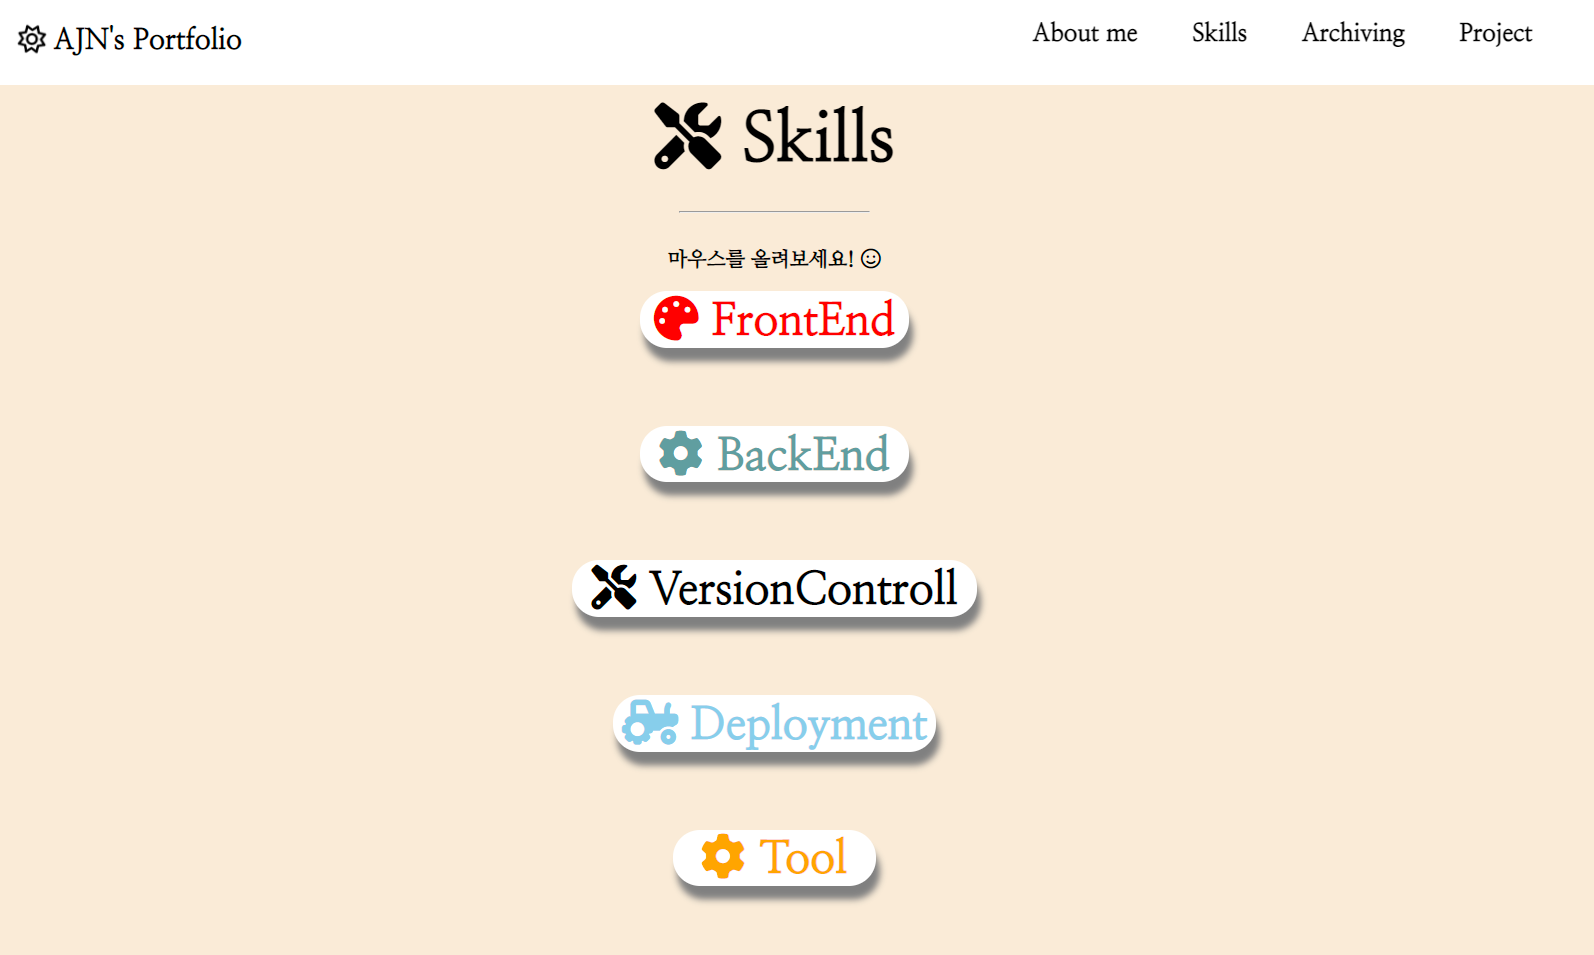 AJN's Portfolio
About me Skills Archiving Project
Skills
마우스를 올려보세요!
FrontEnd
BackEnd
VersionControll
Deployment
Tool